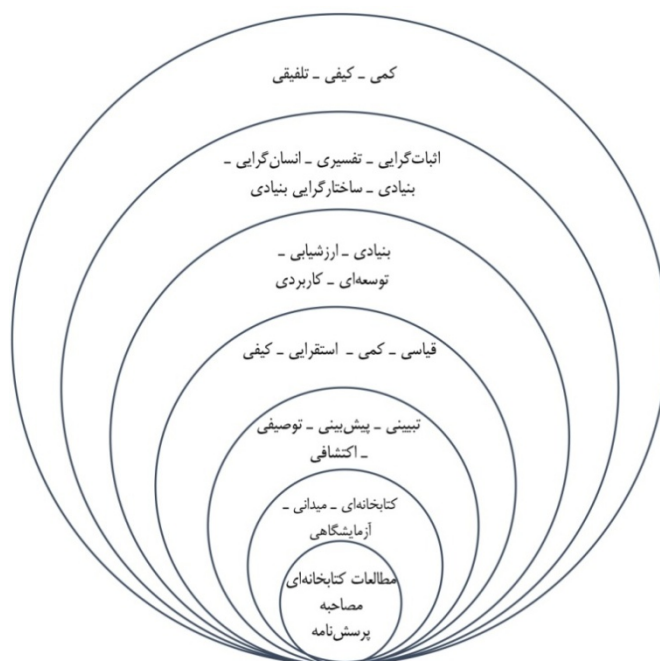 کمی ـ کیفی ـ تلفیقی
اثبات‌گرایی ـ تفسیری ـ انسان‌گرایی ـ
بنیادی ـ ساختارگرایی بنیادی
بنیادی ـ ارزشیابی ـ
توسعه‌ای ـ کاربردی
قیاسی ـ کمی ـ استقرایی ـ کیفی
تبیینی ـ پیش‌بینی ـ توصیفی
ـ اکتشافی
کتابخانه‌ای ـ میدانی ـ
آزمایشگاهی
مطالعات کتابخانه‌ای
مصاحبه
پرسش‌نامه